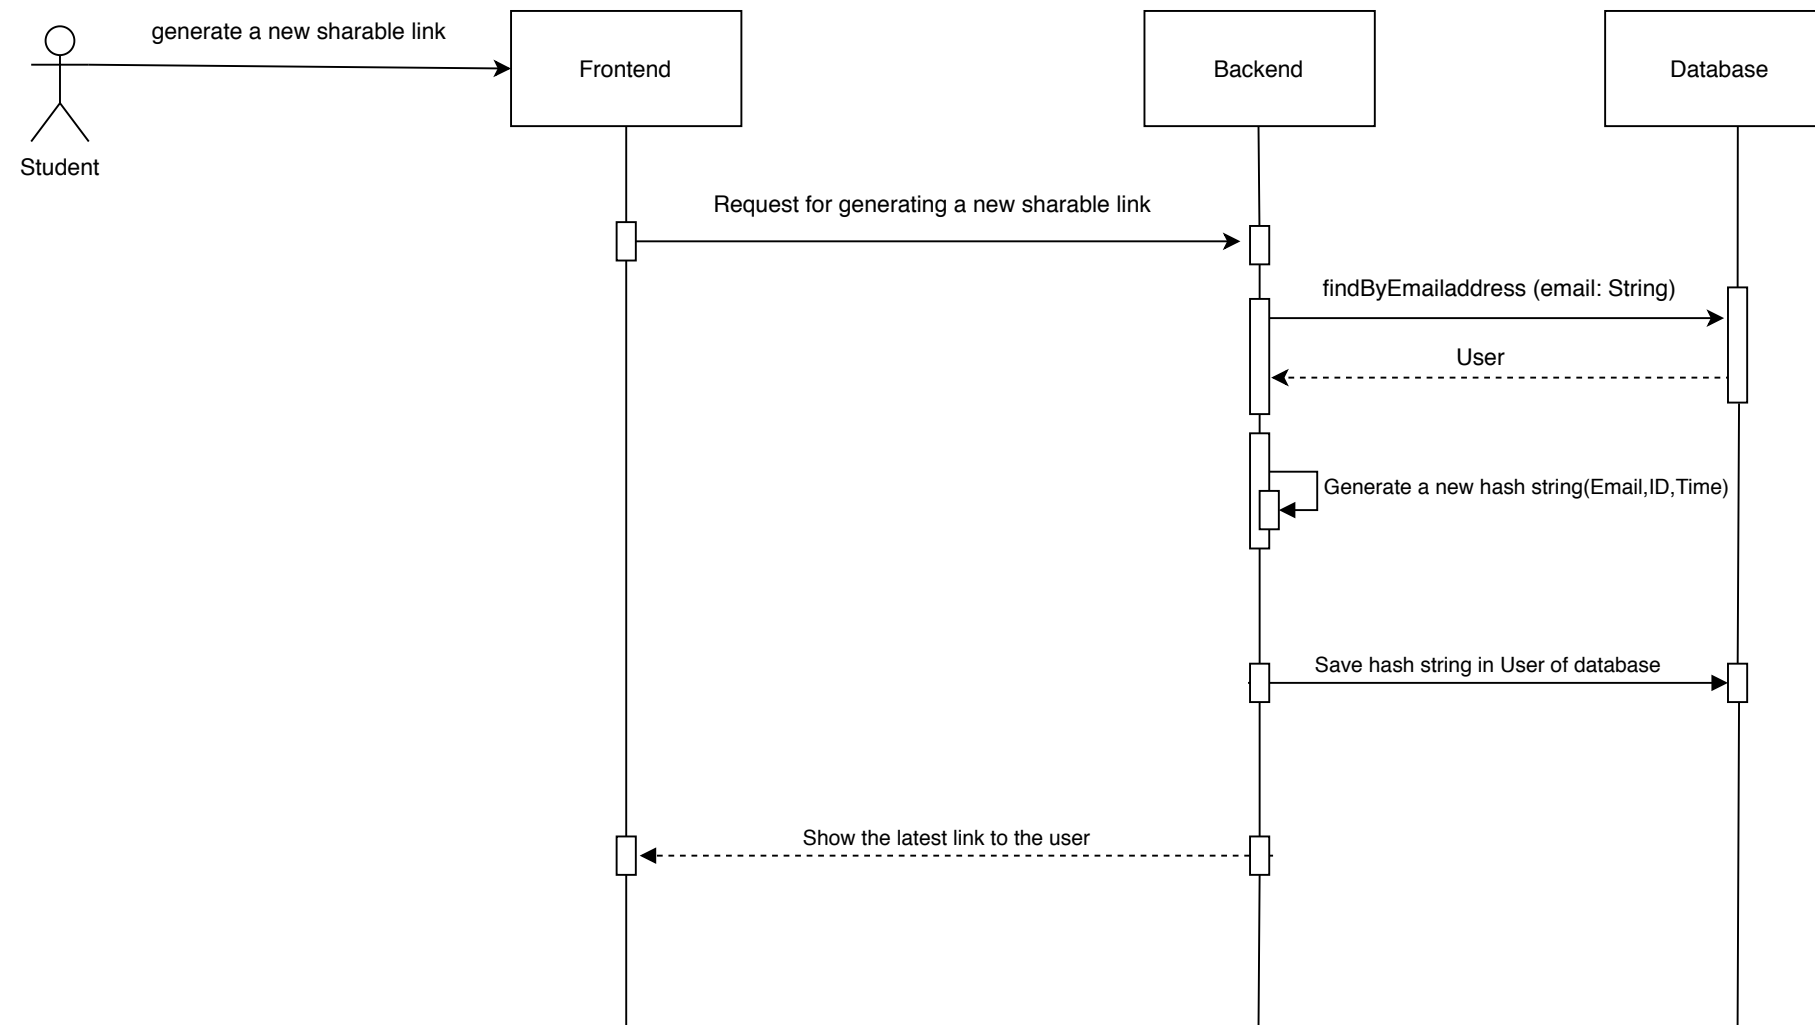 generate a new sharable link
Frontend
Backend
Database
Student
Request for generating a new sharable link
findByEmailaddress (email: String)
User
Generate a new hash string(Email,ID,Time)
Save hash string in User of database
Show the latest link to the user